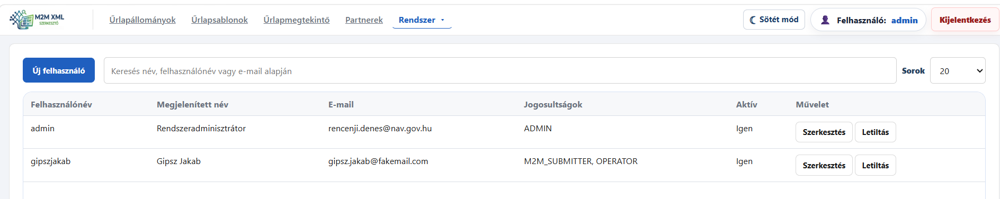 M2M XML
SZERKESZTŐ
Űrlapállományok Űrlapsablonok Űrlapmegtekintő Partnerek Rendszer
Sötét mód
Felhasználó: admin
Kijelentkezés
Új felhasználó
Keresés név, felhasználónév vagy e-mail alapján
Sorok 20
Felhasználónév Megjelenített név E-mail Jogosultságok Aktív Művelet
admin Rendszeradminisztrátor rencenji.denes@nav.gov.hu ADMIN Igen Szerkesztés Letiltás
gipszjakab Gipsz Jakab gipsz.jakab@fakemail.com M2M_SUBMITTER, OPERATOR Igen Szerkesztés Letiltás